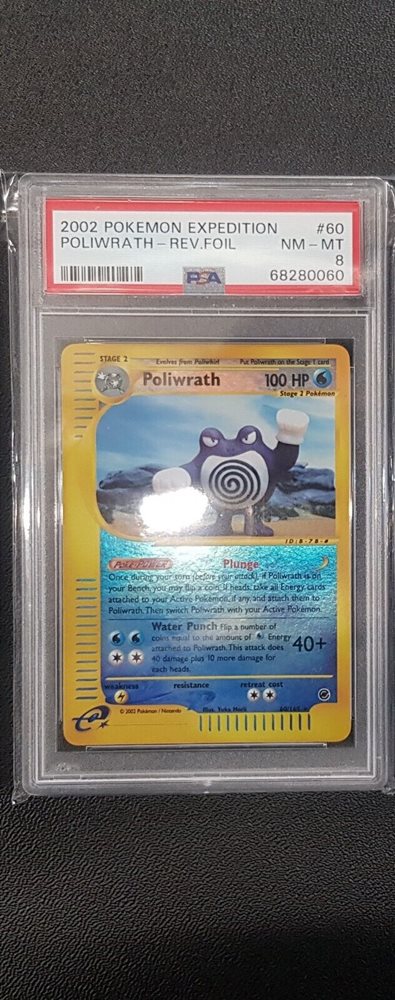 2002 POKEMON EXPEDITION #60
POLIWRATH - REV.FOIL NM - MT
8
PSA 68280060
STAGE 2 Evolves from Poliwhirl Put Poliwrath on the Stage 1 card
Poliwrath 100 HP
Stage 2 Pokémon
POKé-POWER Plunge
Once during your turn (before your attack), if Poliwrath is on
your Bench, you may flip a coin. If heads, take all Energy cards
attached to your Active Pokémon, if any, and attach them to
Poliwrath. Then switch Poliwrath with your Active Pokémon.
Water Punch Flip a number of
coins equal to the amount of Energy
attached to Poliwrath. This attack does 40+
40 damage plus 10 more damage for
each heads.
weakness resistance retreat cost
© 2002 Pokémon / Nintendo Illus. Yuka Morii 60/165
e